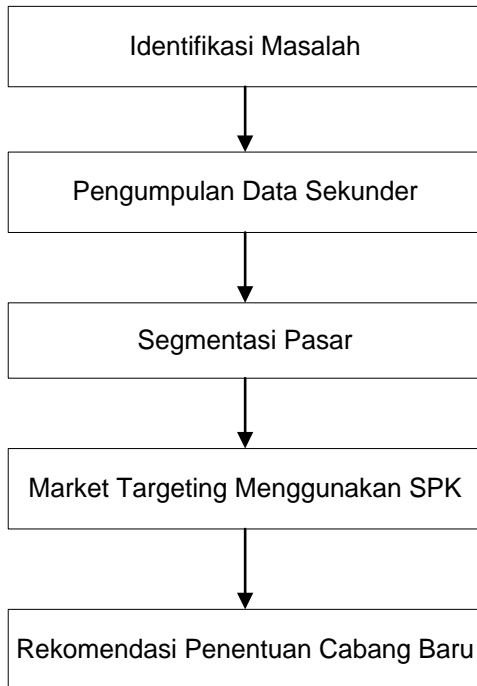 Identifikasi Masalah
Pengumpulan Data Sekunder
Segmentasi Pasar
Market Targeting Menggunakan SPK
Rekomendasi Penentuan Cabang Baru